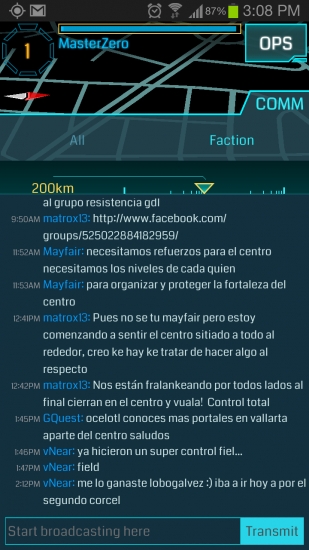 87% 3:08 PM
1
MasterZero
OPS
COMM
All Faction
200km
al grupo resistencia gdl
9:50AM matrox13: http://www.facebook.com/
groups/525022884182959/
11:52AM Mayfair: necesitamos refuerzos para el centro
necesitamos los niveles de cada quien
11:53AM Mayfair: para organizar y proteger la fortaleza del
centro
12:41PM matrox13: Pues no se tu mayfair pero estoy
comenzando a sentir el centro sitiado a todo al
rededor, creo ke hay ke tratar de hacer algo al
respecto
12:42PM matrox13: Nos están fralankeando por todos lados al
final cierran en el centro y vuala! Control total
1:45PM GQuest: ocelotl conoces mas portales en vallarta
aparte del centro saludos
1:46PM vNear: ya hicieron un super control fiel...
1:47PM vNear: field
2:12PM vNear: me lo ganaste lobogalvez :) iba a ir hoy a por el
segundo corcel
Start broadcasting here Transmit